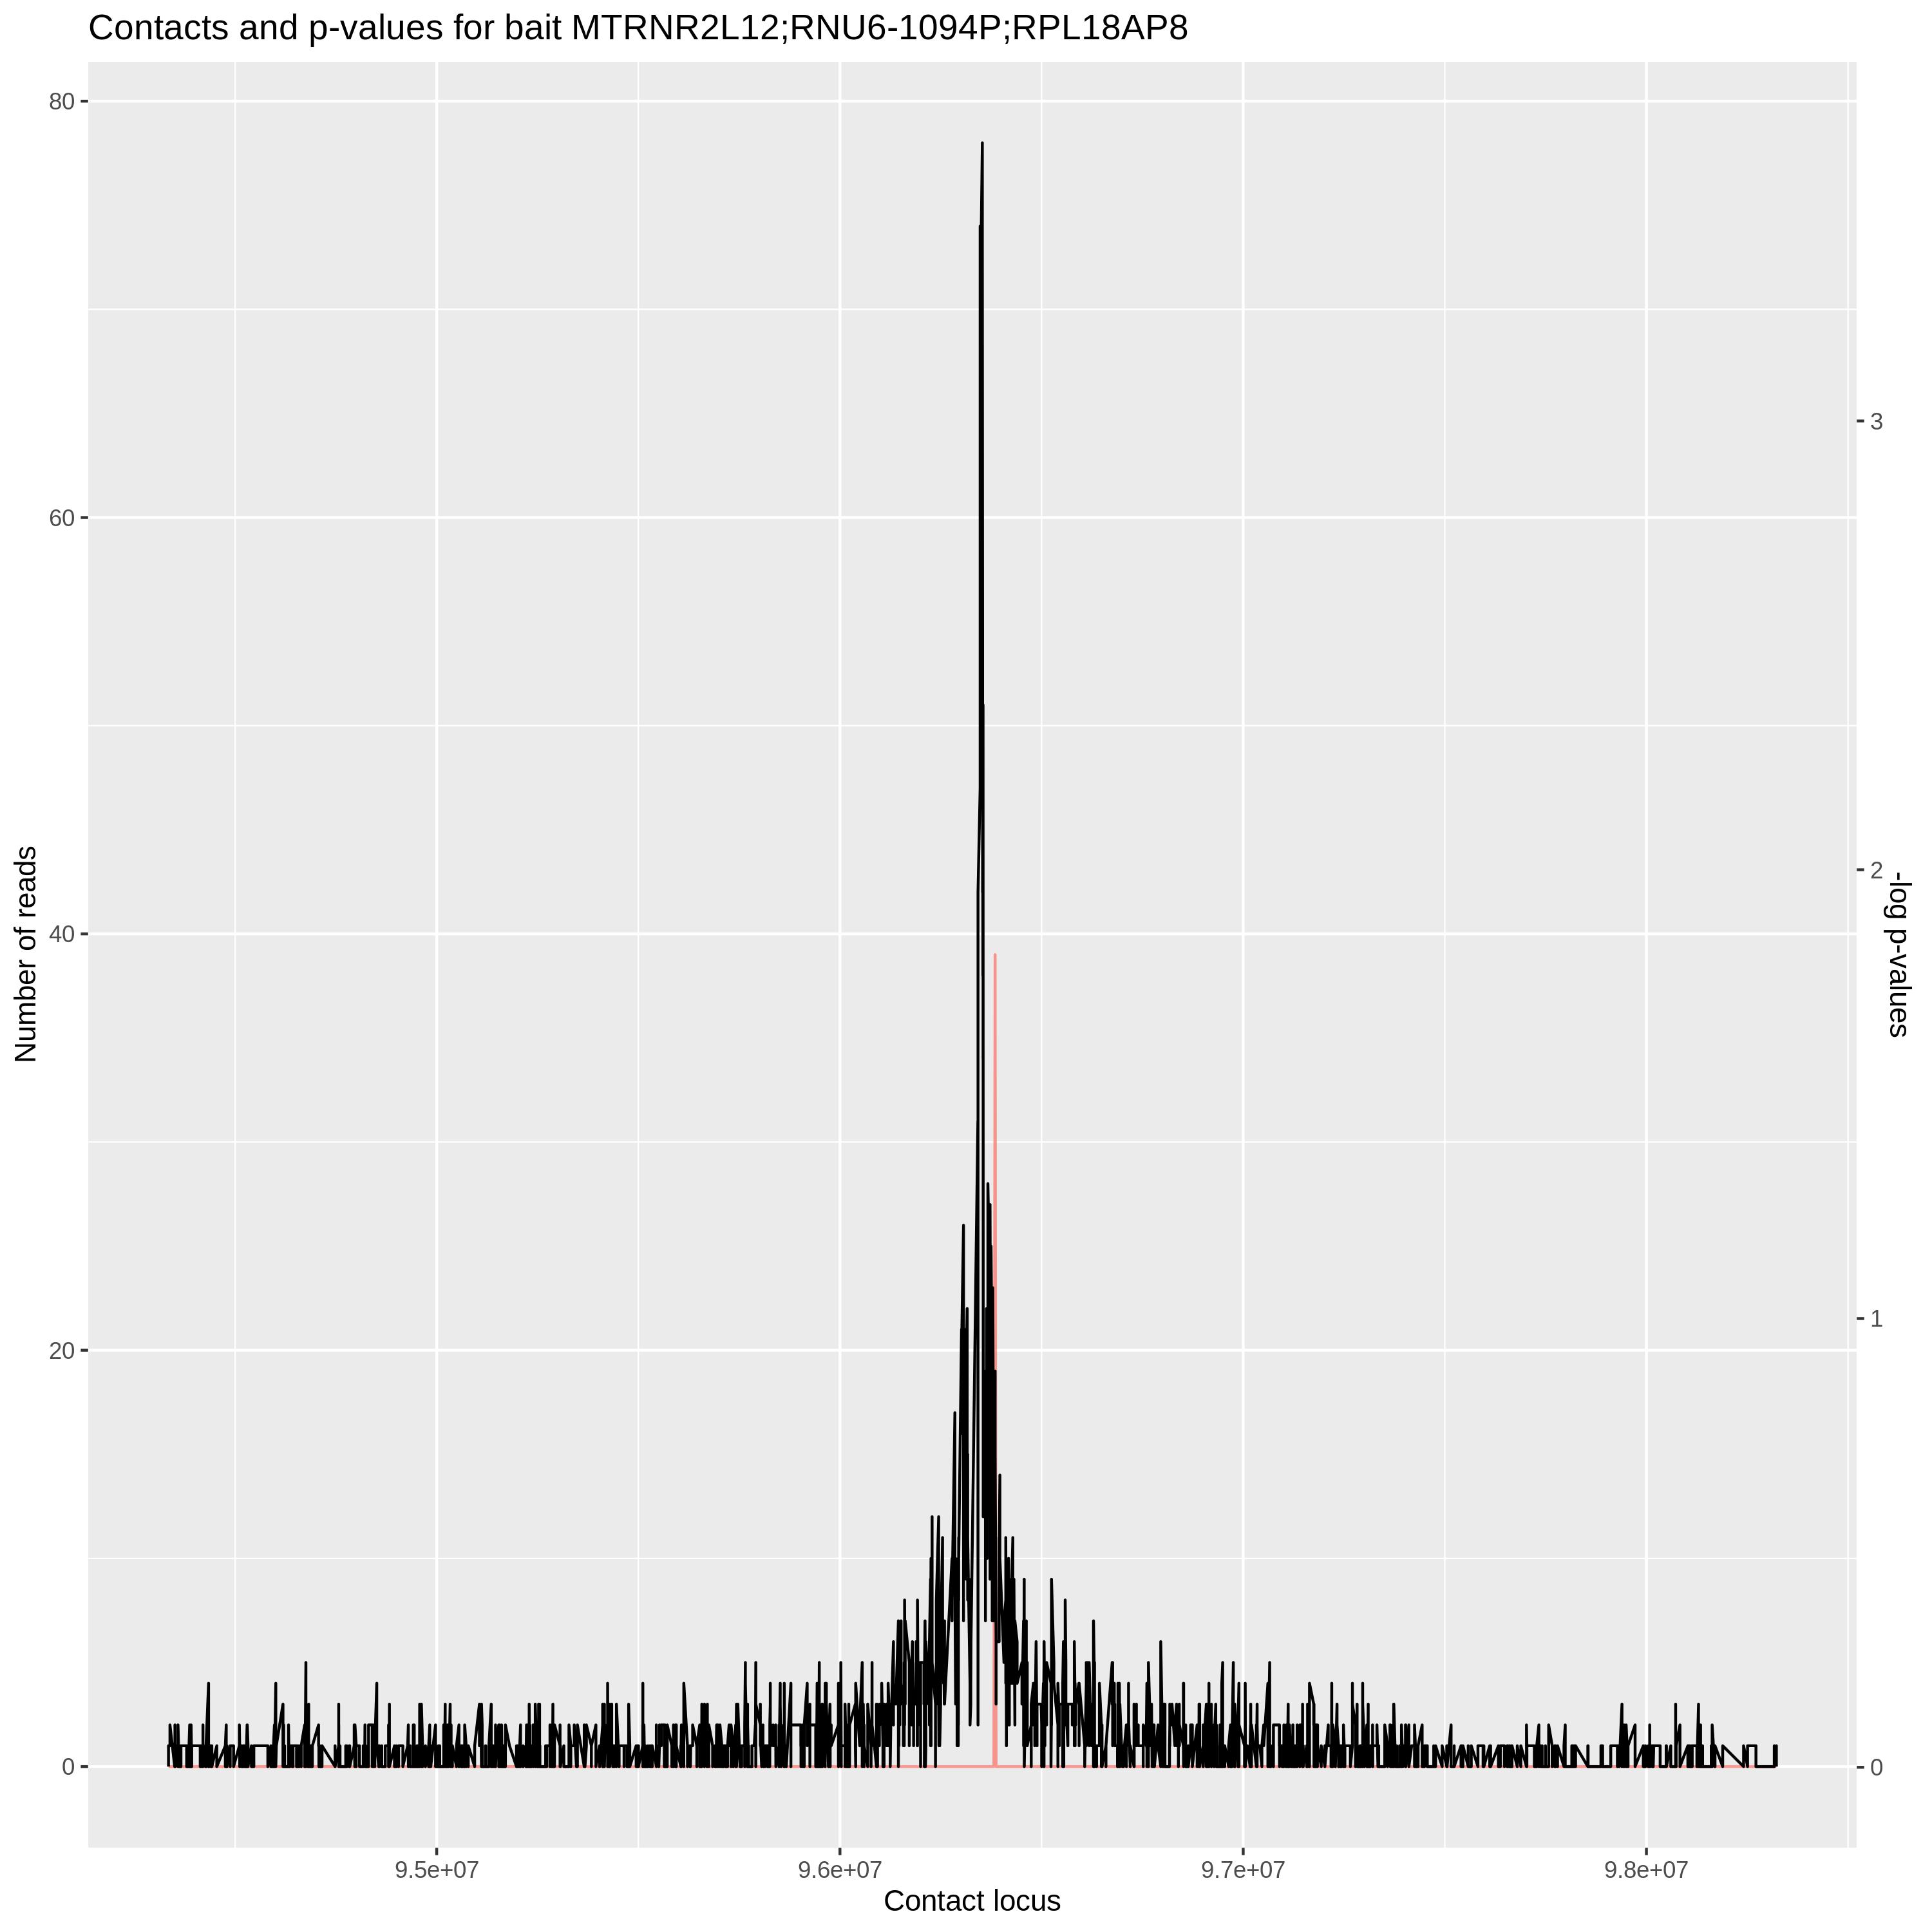 Contacts and p-values for bait MTRNR2L12;RNU6-1094P;RPL18AP8
80
60
40
20
0
Number of reads
3
2
1
0
-log p-values
9.5e+07 9.6e+07 9.7e+07 9.8e+07
Contact locus